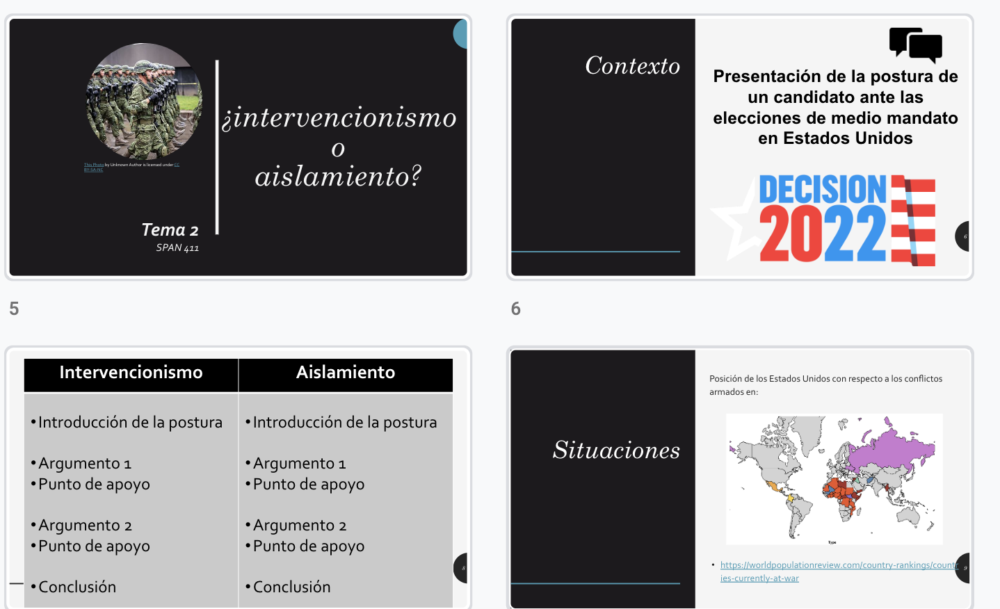 ¿intervencionismo
o
aislamiento?
This Photo by Unknown Author is licensed under CC
BY-SA-NC
Tema 2
SPAN 411
5
Contexto
Presentación de la postura de
un candidato ante las
elecciones de medio mandato
en Estados Unidos
DECISION
2022
6
6
Intervencionismo
•Introducción de la postura
•Argumento 1
•Punto de apoyo
•Argumento 2
•Punto de apoyo
•Conclusión
Aislamiento
•Introducción de la postura
•Argumento 1
•Punto de apoyo
•Argumento 2
•Punto de apoyo
•Conclusión
8
Situaciones
Posición de los Estados Unidos con respecto a los conflictos
armados en:
Type
• https://worldpopulationreview.com/country-rankings/countr
ies-currently-at-war
9